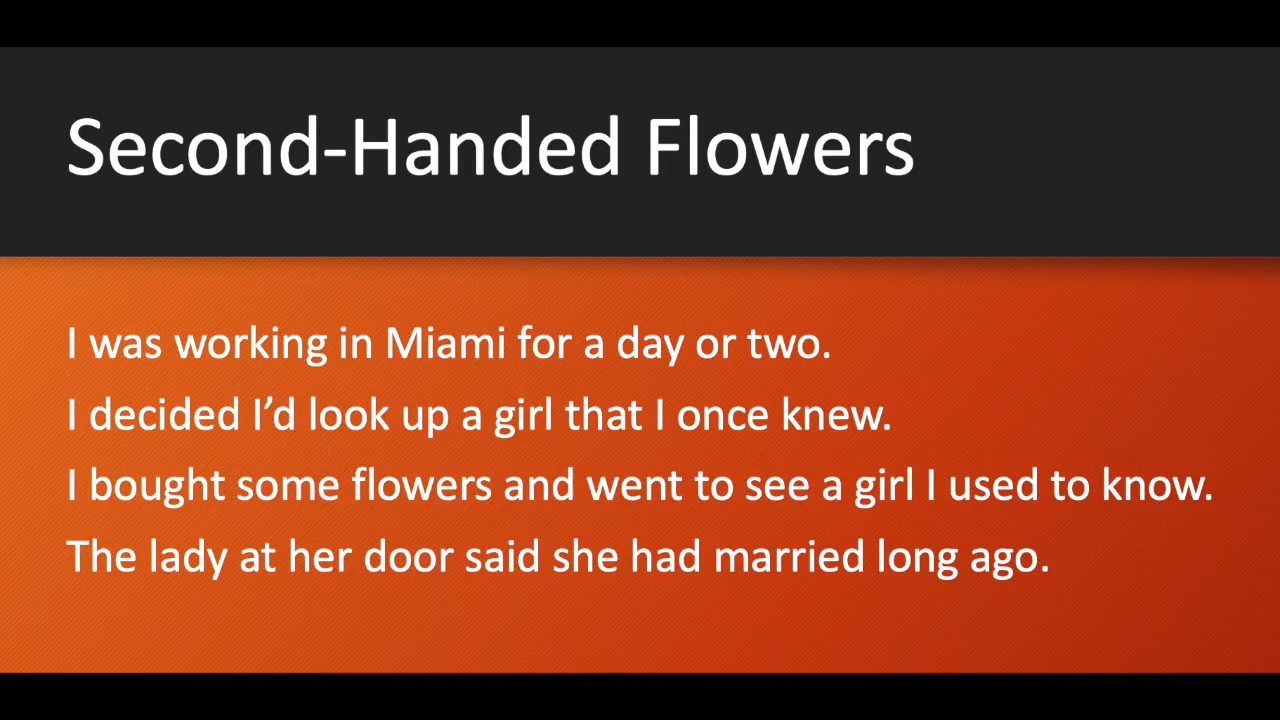 Second-Handed Flowers
I was working in Miami for a day or two.
I decided I’d look up a girl that I once knew.
I bought some flowers and went to see a girl I used to know.
The lady at her door said she had married long ago.